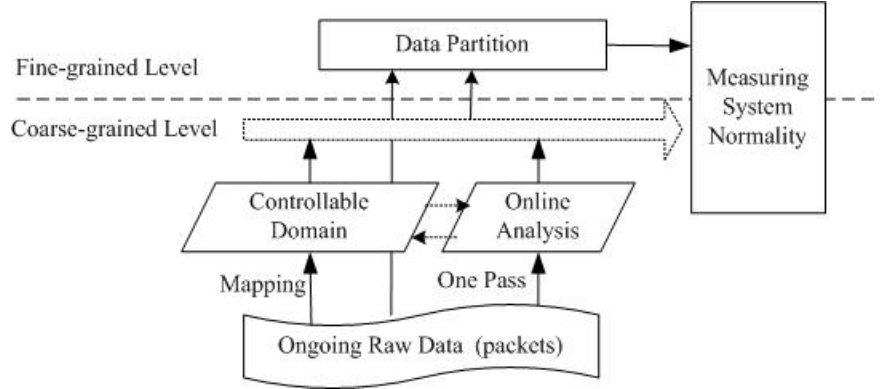 Data Partition
Fine-grained Level
Measuring
System
Normality
Coarse-grained Level
Controllable
Domain
Online
Analysis
Mapping
One Pass
Ongoing Raw Data (packets)